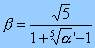 β = √5 / (1 + ⁵√α' - 1)